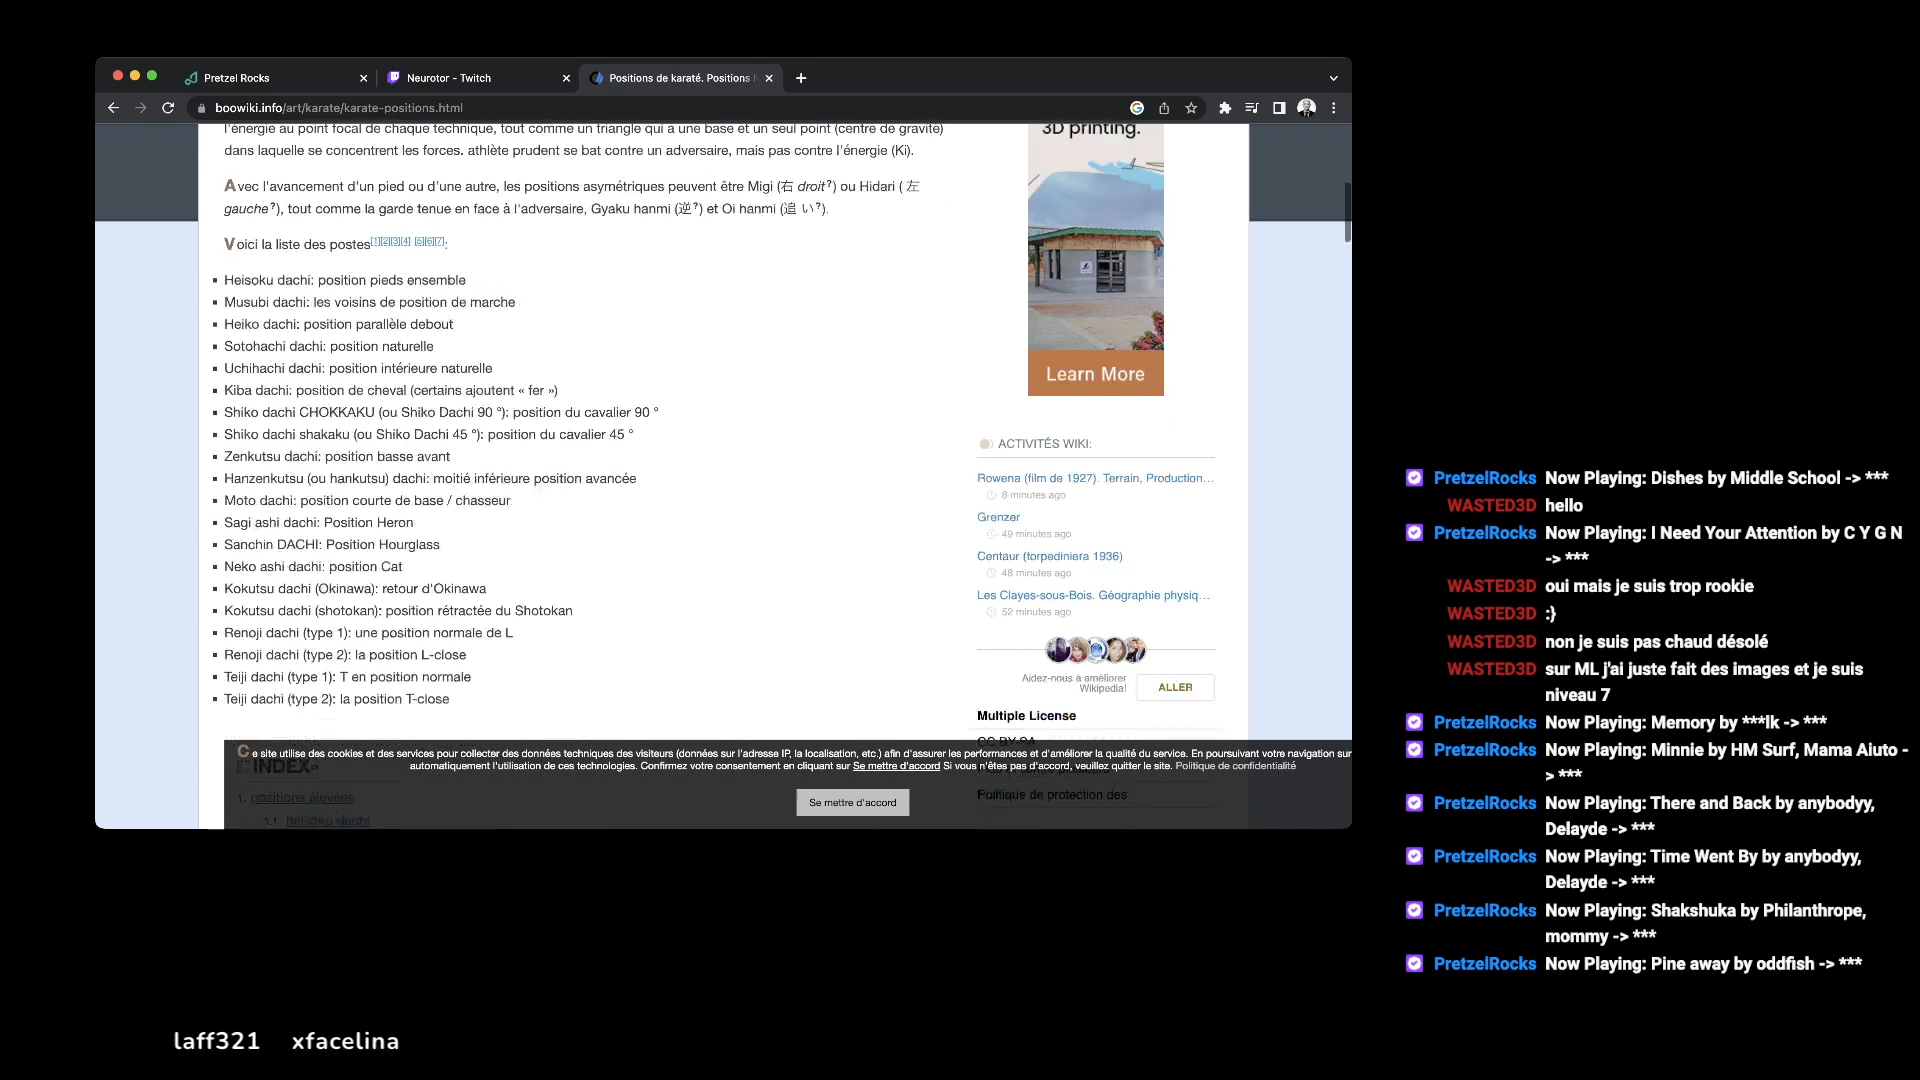 Pretzel Rocks
Neurotor - Twitch
Positions de karaté. Positions
boowiki.info/art/karate/karate-positions.html
l'énergie au point focal de chaque technique, tout comme un triangle qui a une base et un seul point (centre de gravité)
dans laquelle se concentrent les forces. athlète prudent se bat contre un adversaire, mais pas contre l'énergie (Ki).
Avec l'avancement d'un pied ou d'une autre, les positions asymétriques peuvent être Migi (右 droit?) ou Hidari ( 左
gauche?), tout comme la garde tenue en face à l'adversaire, Gyaku hanmi (逆?) et Oi hanmi (追 い?).
Voici la liste des postes[1][2][3][4] [5][6][7]:
▪ Heisoku dachi: position pieds ensemble
▪ Musubi dachi: les voisins de position de marche
▪ Heiko dachi: position parallèle debout
▪ Sotohachi dachi: position naturelle
▪ Uchihachi dachi: position intérieure naturelle
▪ Kiba dachi: position de cheval (certains ajoutent « fer »)
▪ Shiko dachi CHOKKAKU (ou Shiko Dachi 90 °): position du cavalier 90 °
▪ Shiko dachi shakaku (ou Shiko Dachi 45 °): position du cavalier 45 °
▪ Zenkutsu dachi: position basse avant
▪ Hanzenkutsu (ou hankutsu) dachi: moitié inférieure position avancée
▪ Moto dachi: position courte de base / chasseur
▪ Sagi ashi dachi: Position Heron
▪ Sanchin DACHI: Position Hourglass
▪ Neko ashi dachi: position Cat
▪ Kokutsu dachi (Okinawa): retour d'Okinawa
▪ Kokutsu dachi (shotokan): position rétractée du Shotokan
▪ Renoji dachi (type 1): une position normale de L
▪ Renoji dachi (type 2): la position L-close
▪ Teiji dachi (type 1): T en position normale
▪ Teiji dachi (type 2): la position T-close
INDEX
1. positions élevées
1.1. heisoku dachi
3D printing.
Learn More
ACTIVITÉS WIKI:
Rowena (film de 1927). Terrain, Production...
8 minutes ago
Grenzer
49 minutes ago
Centaur (torpediniera 1936)
48 minutes ago
Les Clayes-sous-Bois. Géographie physiq...
52 minutes ago
Aidez-nous à améliorer
Wikipedia!
ALLER
Multiple License
CC BY-SA
Politique de protection des
Ce site utilise des cookies et des services pour collecter des données techniques des visiteurs (données sur l'adresse IP, la localisation, etc.) afin d'assurer les performances et d'améliorer la qualité du service. En poursuivant votre navigation sur
automatiquement l'utilisation de ces technologies. Confirmez votre consentement en cliquant sur Se mettre d'accord Si vous n'êtes pas d'accord, veuillez quitter le site. Politique de confidentialité
Se mettre d'accord
PretzelRocks Now Playing: Dishes by Middle School -> ***
WASTED3D hello
PretzelRocks Now Playing: I Need Your Attention by C Y G N
-> ***
WASTED3D oui mais je suis trop rookie
WASTED3D :}
WASTED3D non je suis pas chaud désolé
WASTED3D sur ML j'ai juste fait des images et je suis
niveau 7
PretzelRocks Now Playing: Memory by ***lk -> ***
PretzelRocks Now Playing: Minnie by HM Surf, Mama Aiuto -
> ***
PretzelRocks Now Playing: There and Back by anybodyy,
Delayde -> ***
PretzelRocks Now Playing: Time Went By by anybodyy,
Delayde -> ***
PretzelRocks Now Playing: Shakshuka by Philanthrope,
mommy -> ***
PretzelRocks Now Playing: Pine away by oddfish -> ***
laff321 xfacelina